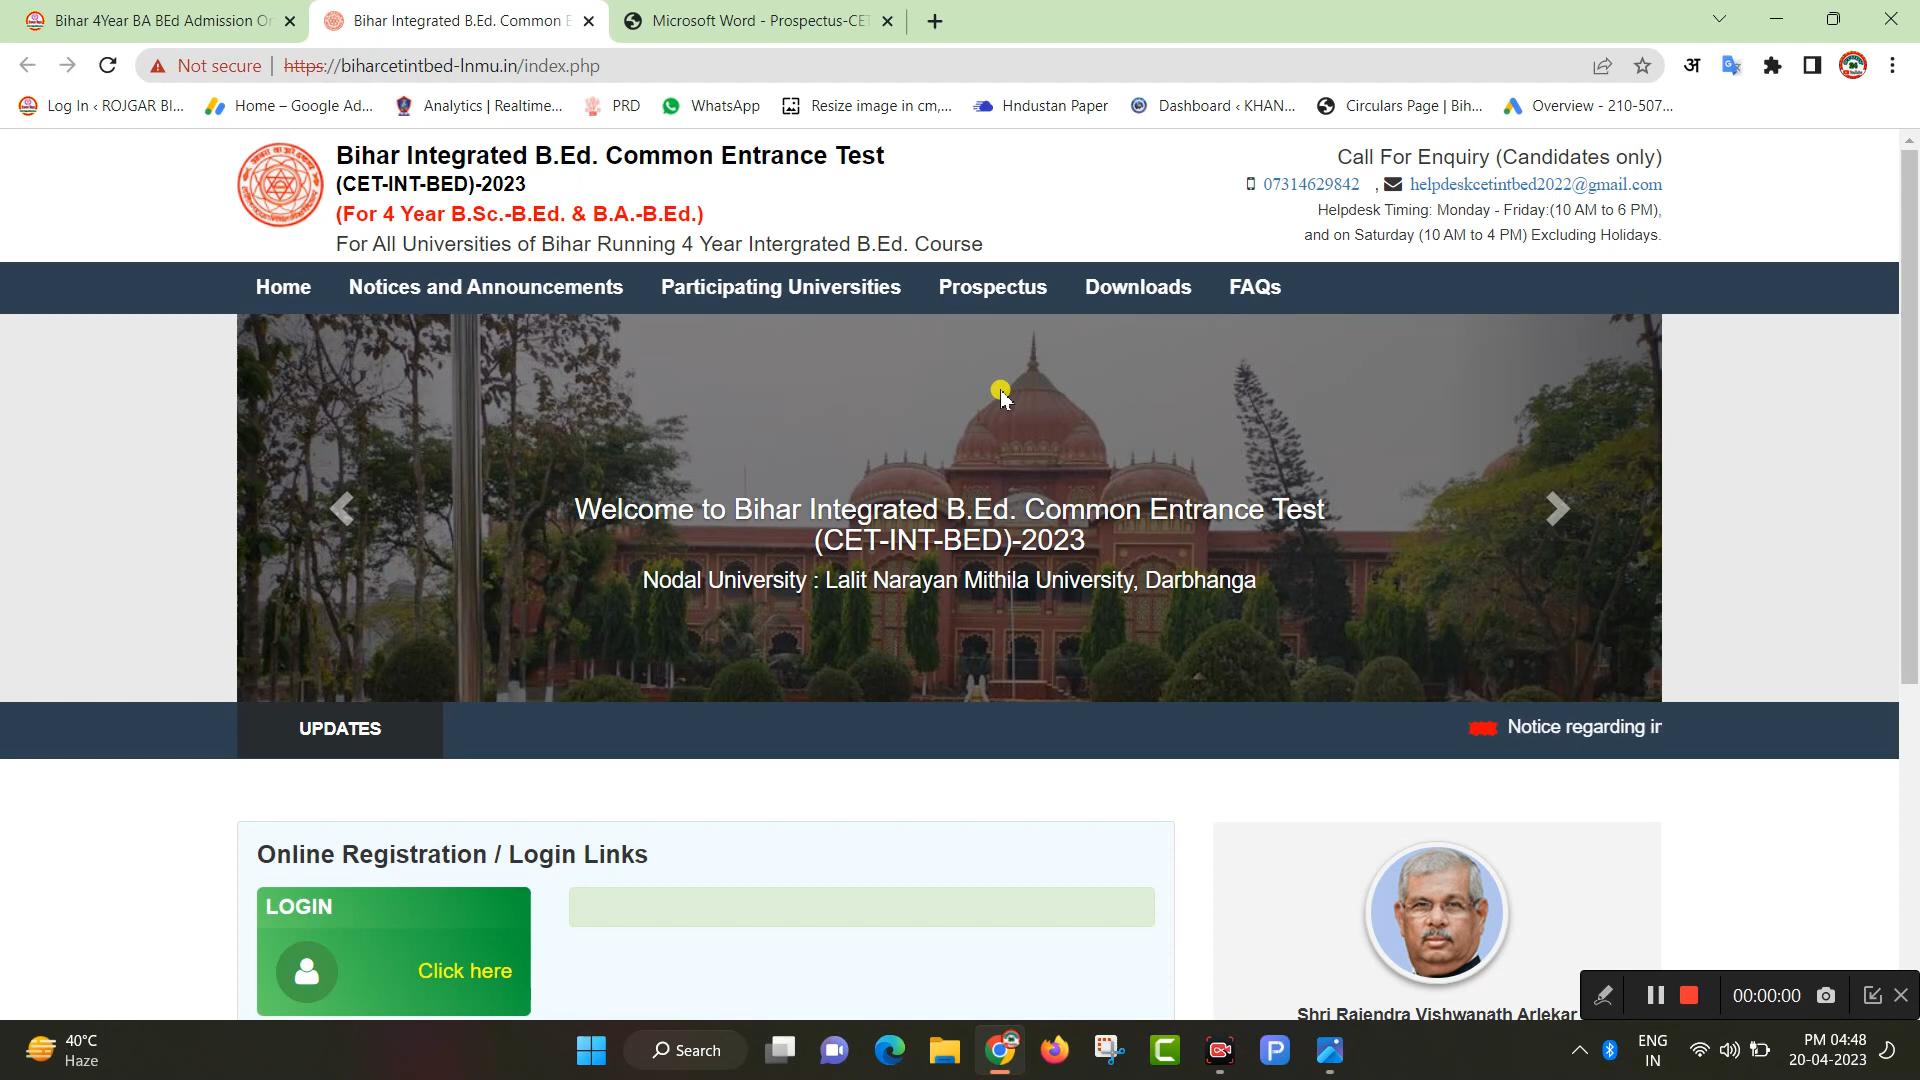 Bihar 4Year BA BEd Admission Or
Bihar Integrated B.Ed. Common E
Microsoft Word - Prospectus-CET
Not secure | https://biharcetintbed-lnmu.in/index.php
अ
Log In ‹ ROJGAR BI...
Home – Google Ad...
Analytics | Realtime...
PRD
WhatsApp
Resize image in cm,...
Hndustan Paper
Dashboard ‹ KHAN...
Circulars Page | Bih...
Overview - 210-507...
Bihar Integrated B.Ed. Common Entrance Test
(CET-INT-BED)-2023
(For 4 Year B.Sc.-B.Ed. & B.A.-B.Ed.)
For All Universities of Bihar Running 4 Year Intergrated B.Ed. Course
Call For Enquiry (Candidates only)
07314629842 , helpdeskcetintbed2022@gmail.com
Helpdesk Timing: Monday - Friday:(10 AM to 6 PM),
and on Saturday (10 AM to 4 PM) Excluding Holidays.
Home
Notices and Announcements
Participating Universities
Prospectus
Downloads
FAQs
Welcome to Bihar Integrated B.Ed. Common Entrance Test
(CET-INT-BED)-2023
Nodal University : Lalit Narayan Mithila University, Darbhanga
UPDATES
Notice regarding ir
Online Registration / Login Links
LOGIN
Click here
Shri Rajendra Vishwanath Arlekar
00:00:00
40°C
Haze
Search
ENG
IN
PM 04:48
20-04-2023